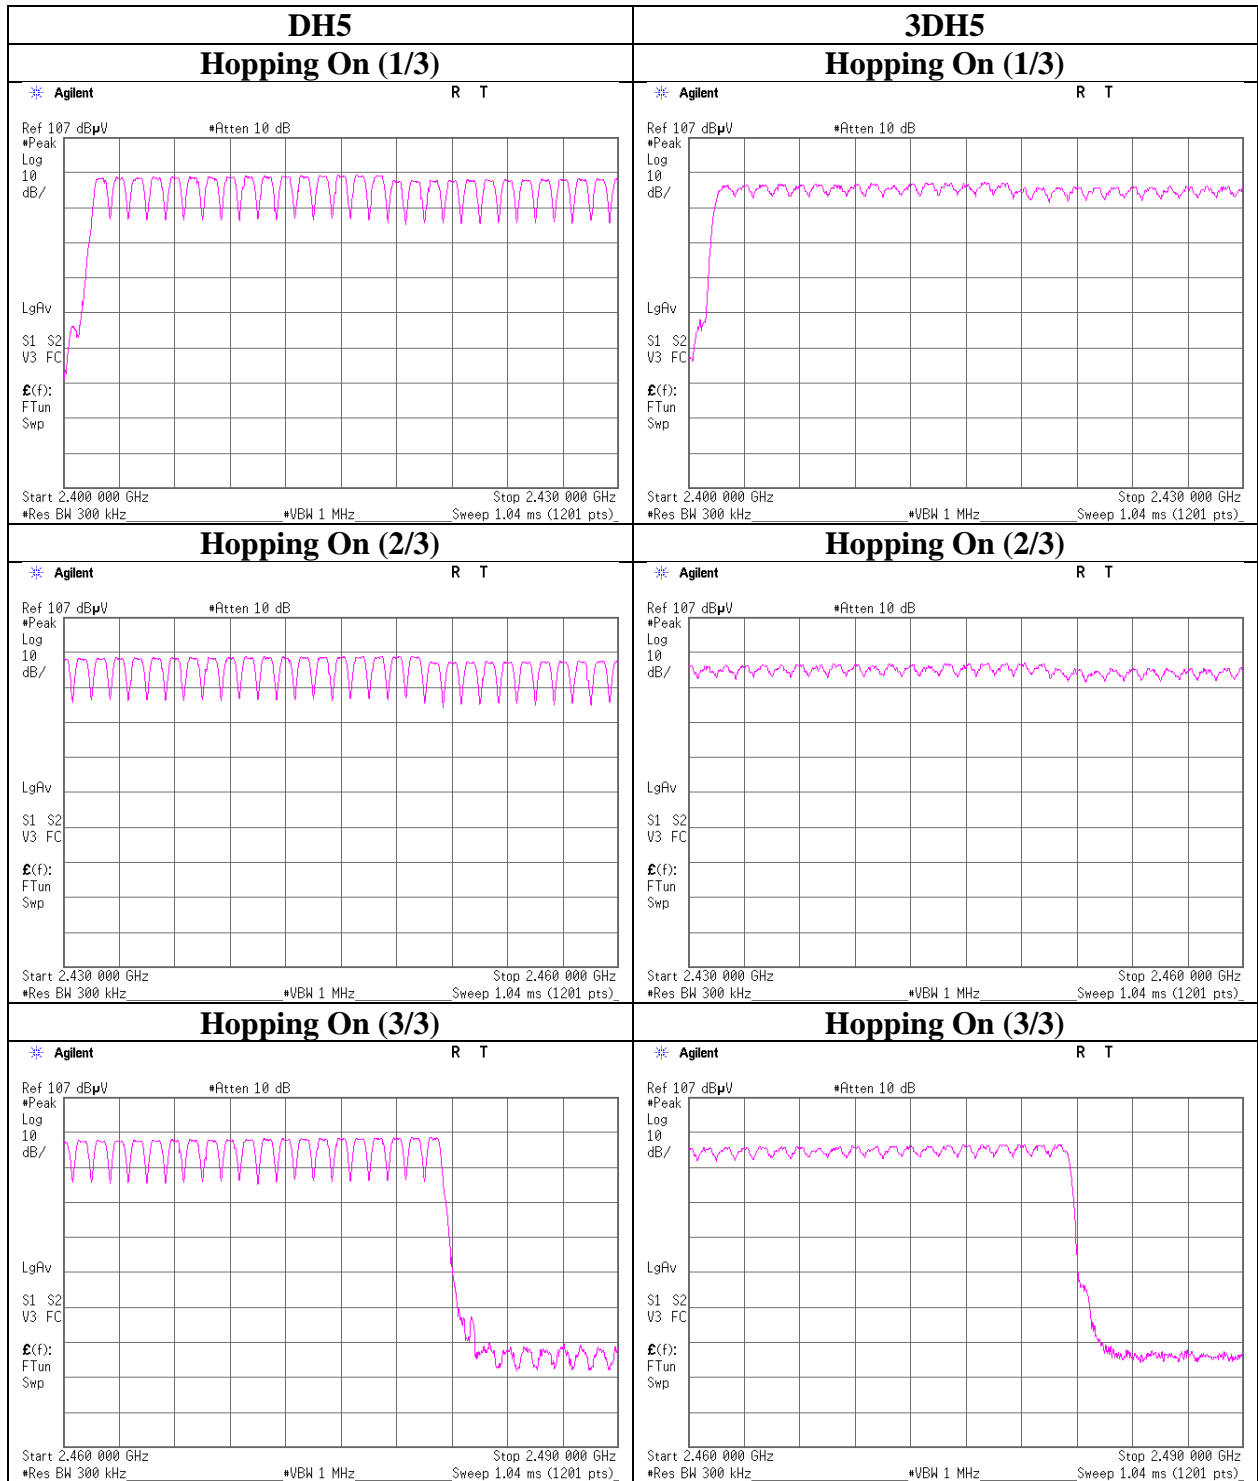 DH5 3DH5
Hopping On (1/3) Hopping On (1/3)
Agilent R T
Ref 107 dBµV #Atten 10 dB
#Peak
Log
10
dB/
LgAv
S1 S2
V3 FC
£(f):
FTun
Swp
Start 2.400 000 GHz Stop 2.430 000 GHz
#Res BW 300 kHz #VBW 1 MHz Sweep 1.04 ms (1201 pts)
Agilent R T
Ref 107 dBµV #Atten 10 dB
#Peak
Log
10
dB/
LgAv
S1 S2
V3 FC
£(f):
FTun
Swp
Start 2.400 000 GHz Stop 2.430 000 GHz
#Res BW 300 kHz #VBW 1 MHz Sweep 1.04 ms (1201 pts)
Hopping On (2/3) Hopping On (2/3)
Agilent R T
Ref 107 dBµV #Atten 10 dB
#Peak
Log
10
dB/
LgAv
S1 S2
V3 FC
£(f):
FTun
Swp
Start 2.430 000 GHz Stop 2.460 000 GHz
#Res BW 300 kHz #VBW 1 MHz Sweep 1.04 ms (1201 pts)
Agilent R T
Ref 107 dBµV #Atten 10 dB
#Peak
Log
10
dB/
LgAv
S1 S2
V3 FC
£(f):
FTun
Swp
Start 2.430 000 GHz Stop 2.460 000 GHz
#Res BW 300 kHz #VBW 1 MHz Sweep 1.04 ms (1201 pts)
Hopping On (3/3) Hopping On (3/3)
Agilent R T
Ref 107 dBµV #Atten 10 dB
#Peak
Log
10
dB/
LgAv
S1 S2
V3 FC
£(f):
FTun
Swp
Start 2.460 000 GHz Stop 2.490 000 GHz
#Res BW 300 kHz #VBW 1 MHz Sweep 1.04 ms (1201 pts)
Agilent R T
Ref 107 dBµV #Atten 10 dB
#Peak
Log
10
dB/
LgAv
S1 S2
V3 FC
£(f):
FTun
Swp
Start 2.460 000 GHz Stop 2.490 000 GHz
#Res BW 300 kHz #VBW 1 MHz Sweep 1.04 ms (1201 pts)